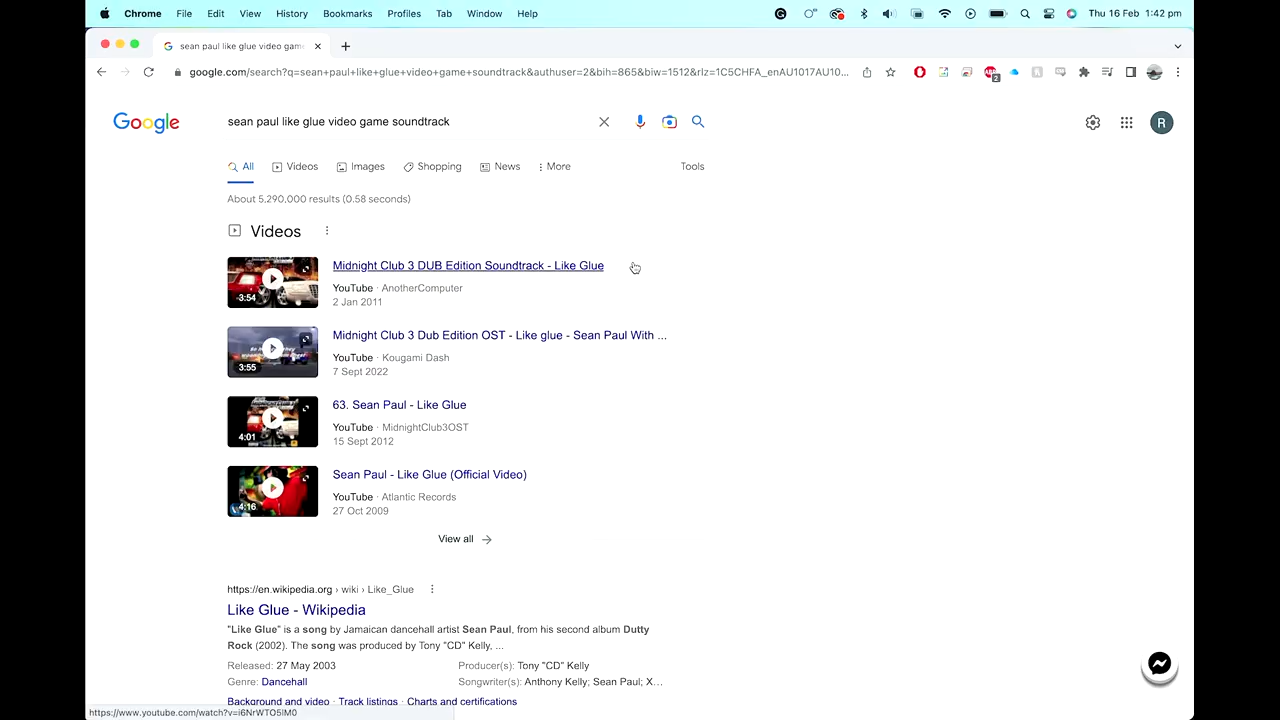 Chrome File Edit View History Bookmarks Profiles Tab Window Help Thu 16 Feb 1:42 pm
sean paul like glue video game
google.com/search?q=sean+paul+like+glue+video+game+soundtrack&authuser=2&bih=865&biw=1512&rlz=1C5CHFA_enAU1017AU10...
2
Google
sean paul like glue video game soundtrack
R
All Videos Images Shopping News More Tools
About 5,290,000 results (0.58 seconds)
Videos
Midnight Club 3 DUB Edition Soundtrack - Like Glue
YouTube · AnotherComputer
2 Jan 2011
3:54
Midnight Club 3 Dub Edition OST - Like glue - Sean Paul With ...
YouTube · Kougami Dash
7 Sept 2022
3:55
63. Sean Paul - Like Glue
YouTube · MidnightClub3OST
15 Sept 2012
4:01
Sean Paul - Like Glue (Official Video)
YouTube · Atlantic Records
27 Oct 2009
4:16
View all
https://en.wikipedia.org › wiki › Like_Glue
Like Glue - Wikipedia
"Like Glue" is a song by Jamaican dancehall artist Sean Paul, from his second album Dutty
Rock (2002). The song was produced by Tony "CD" Kelly, ...
Released: 27 May 2003 Producer(s): Tony "CD" Kelly
Genre: Dancehall Songwriter(s): Anthony Kelly; Sean Paul; X...
Background and video · Track listings · Charts and certifications
https://www.youtube.com/watch?v=i6NrWTO5lM0